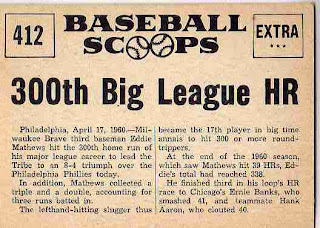 412
BASEBALL
SCOOPS
EXTRA
300th Big League HR
Philadelphia, April 17, 1960.—Mil-
waukee Brave third baseman Eddie
Mathews hit the 300th home run of
his major league career to lead the
Tribe to an 8-4 triumph over the
Philadelphia Phillies today.
In addition, Mathews collected a
triple and a double, accounting for
three runs batted in.
The lefthand-hitting slugger thus
became the 17th player in big time
annals to hit 300 or more round-
trippers.
At the end of the 1960 season,
which saw Mathews hit 39 HRs, Ed-
die's total had reached 338.
He finished third in his loop's HR
race to Chicago's Ernie Banks, who
smashed 41, and teammate Hank
Aaron, who clouted 40.